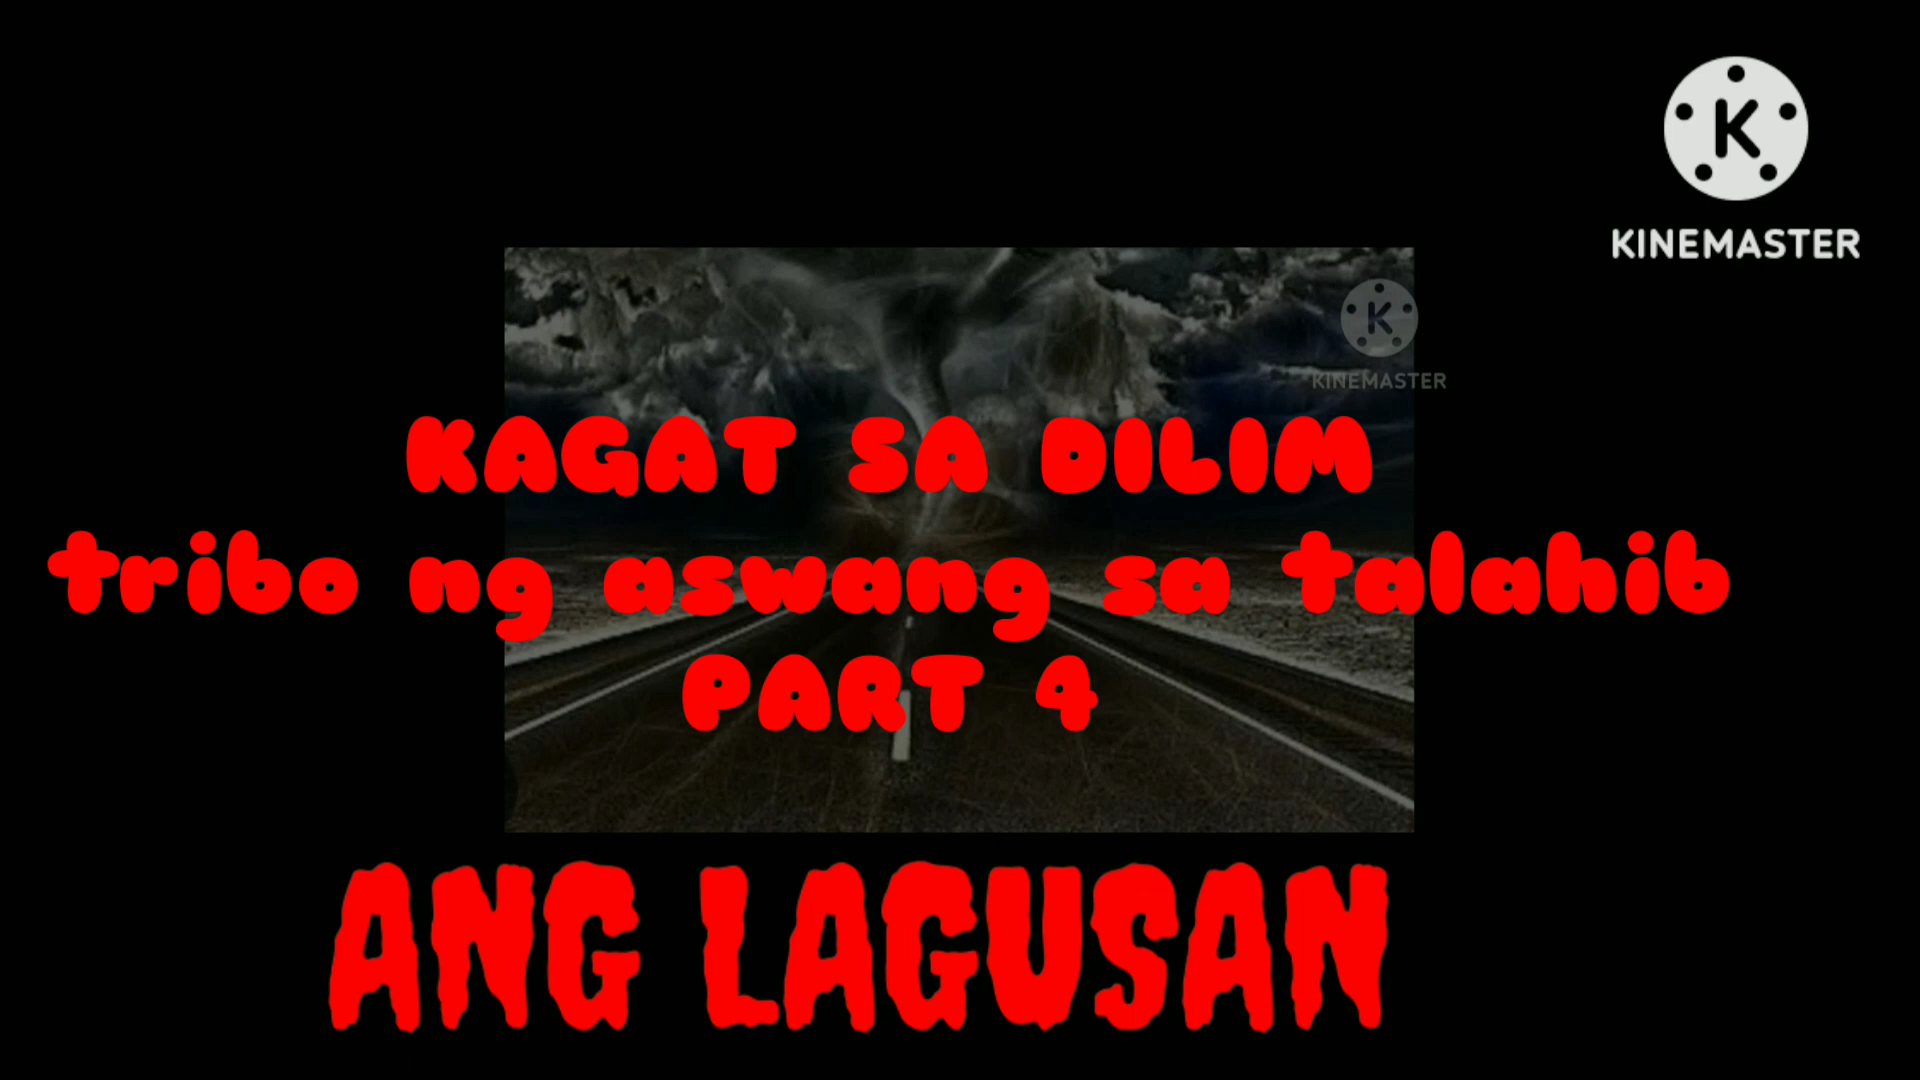 KINEMASTER
KINEMASTER
KAGAT SA DILIM
tribo ng aswang sa talahib
PART 4
ANG LAGUSAN